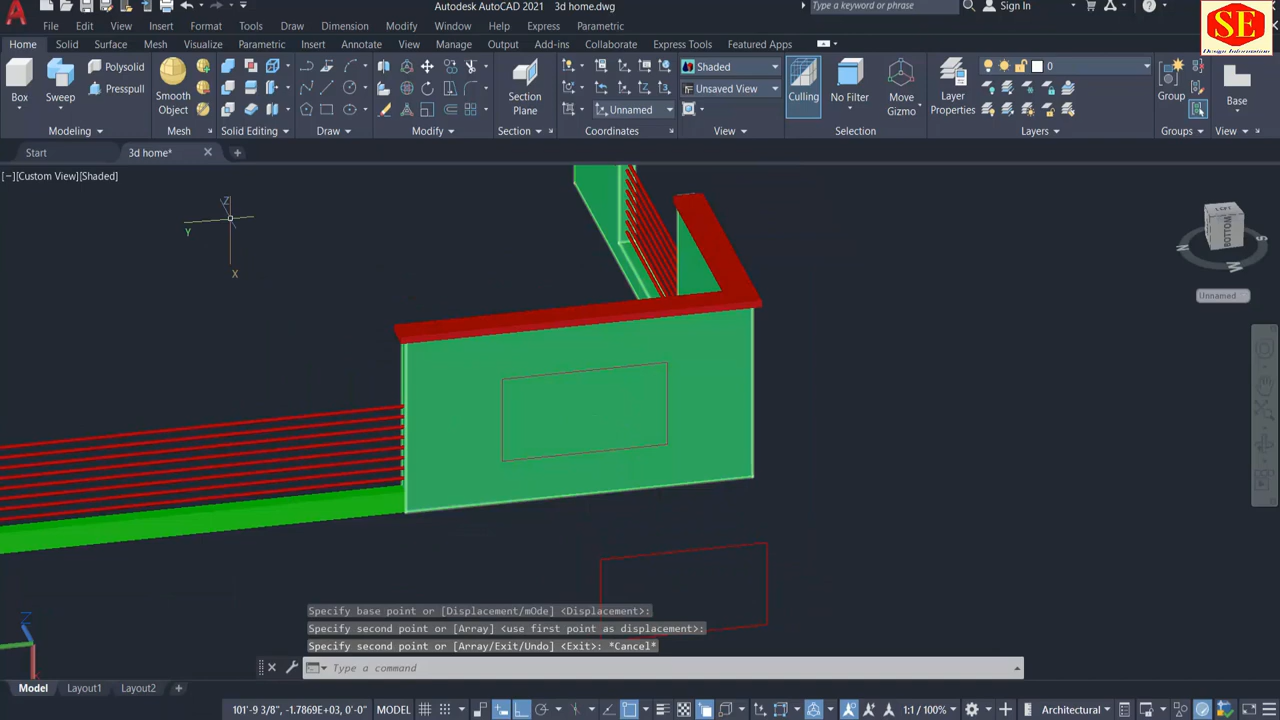 Autodesk AutoCAD 2021 3d home.dwg
Type a keyword or phrase
Sign In
SE
Design Information
File Edit View Insert Format Tools Draw Dimension Modify Window Help Express Parametric
Home Solid Surface Mesh Visualize Parametric Insert Annotate View Manage Output Add-ins Collaborate Express Tools Featured Apps
Polysolid
Presspull
Box
Sweep
Smooth
Object
Section
Plane
Unnamed
Shaded
Unsaved View
Culling
No Filter
Move
Gizmo
Layer
Properties
0
Group
Base
Modeling
Mesh
Solid Editing
Draw
Modify
Section
Coordinates
View
Selection
Layers
Groups
View
Start
3d home*
[−][Custom View][Shaded]
Z
Y
X
LEFT
BOTTOM
N
S
W
Unnamed
Specify base point or [Displacement/mOde] <Displacement>:
Specify second point or [Array] <use first point as displacement>:
Specify second point or [Array/Exit/Undo] <Exit>: *Cancel*
Z
Type a command
Model Layout1 Layout2
101'-9 3/8", -1.7869E+03, 0'-0" MODEL
1:1 / 100%
Architectural